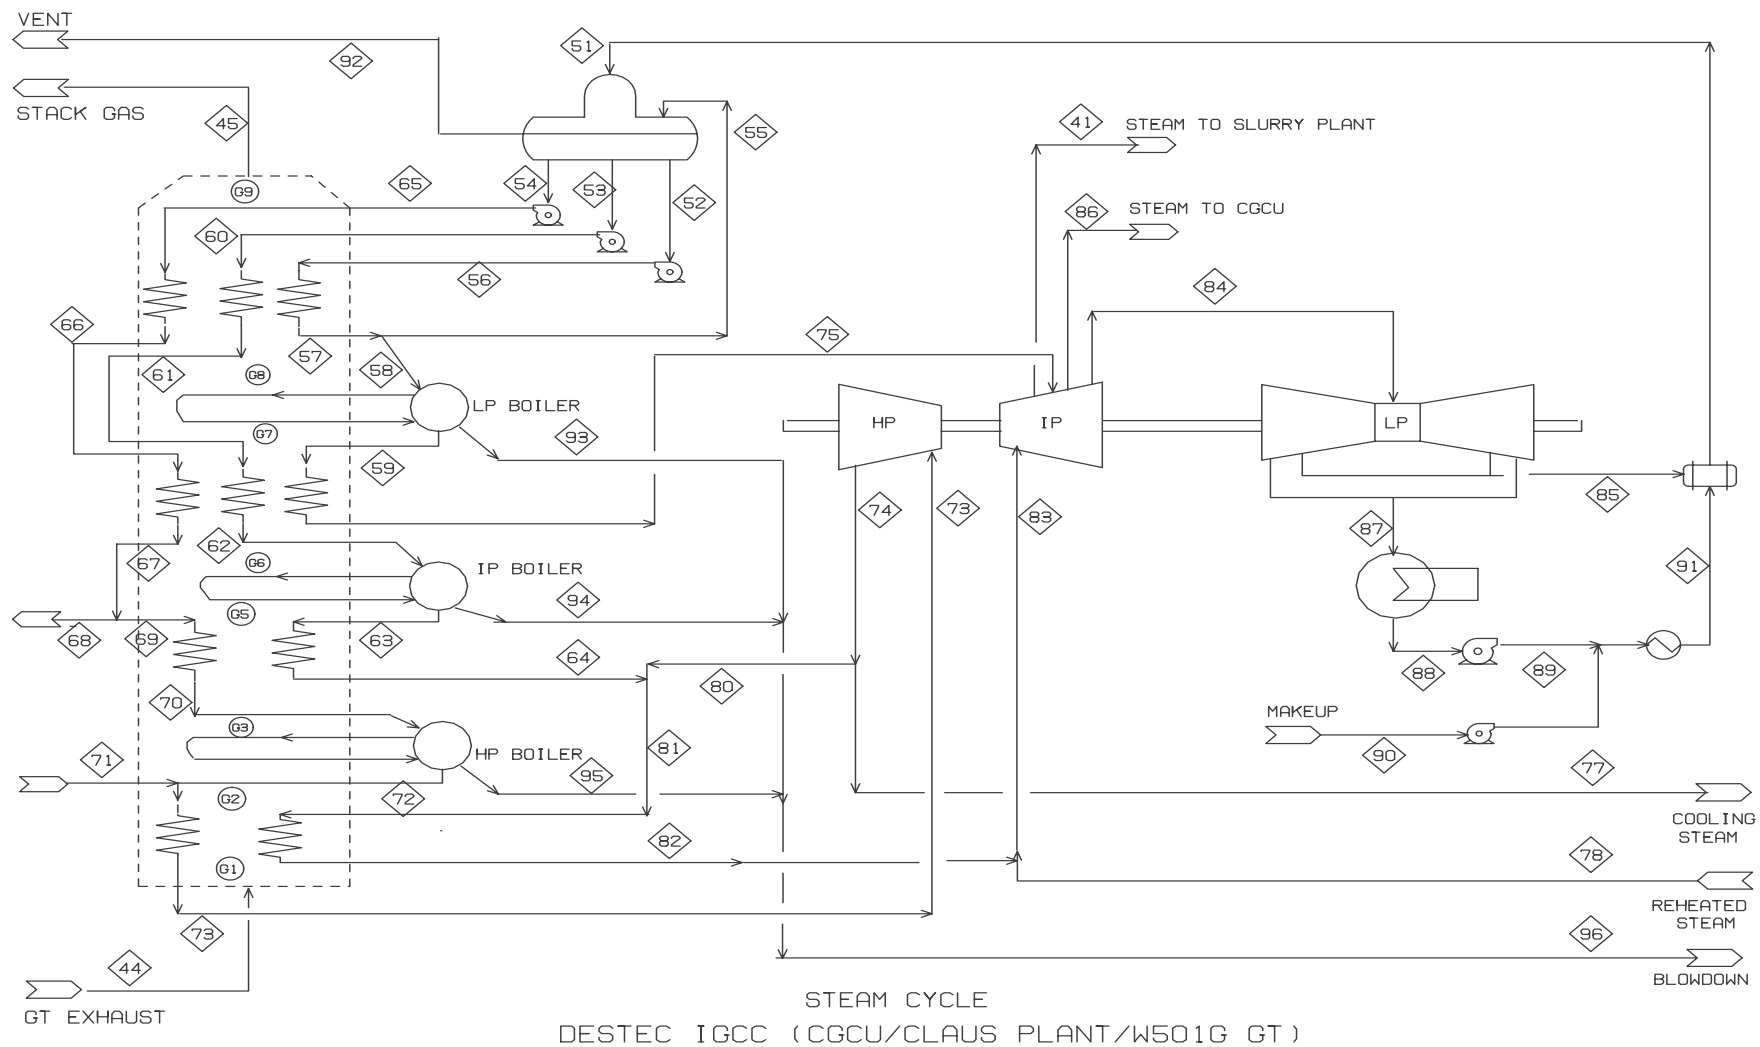 VENT
51
92
STACK GAS
45
55
41
STEAM TO SLURRY PLANT
G9
65
54
53
52
86
STEAM TO CGCU
60
56
84
66
75
57
61
G8
58
LP BOILER
HP
IP
LP
G7
93
59
85
74
73
83
87
62
67
G6
IP BOILER
91
94
G5
68
69
63
64
88
89
80
70
MAKEUP
G3
HP BOILER
81
90
71
95
77
72
G2
COOLING
STEAM
82
78
G1
REHEATED
STEAM
73
96
44
BLOWDOWN
GT EXHAUST
STEAM CYCLE
DESTEC IGCC (CGCU/CLAUS PLANT/W501G GT)